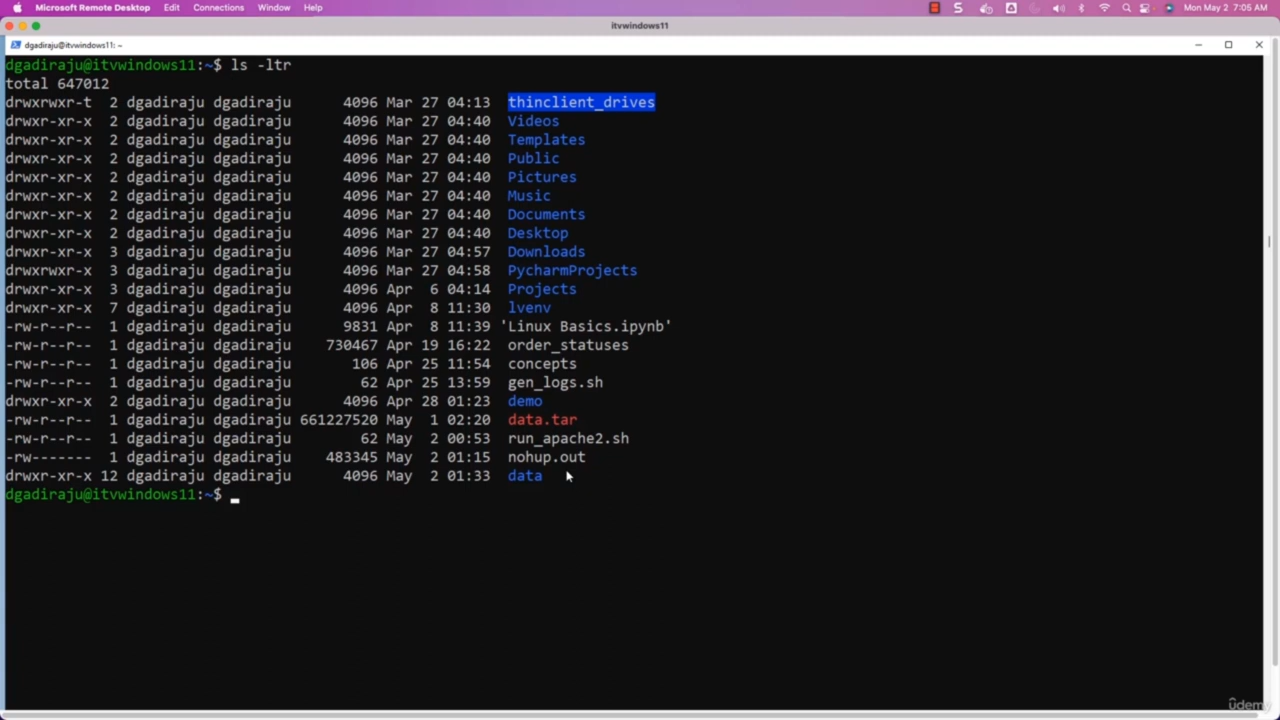 Microsoft Remote Desktop Edit Connections Window Help Mon May 2 7:05 AM
itvwindows11
dgadiraju@itvwindows11: ~
dgadiraju@itvwindows11:~$ ls -ltr
total 647012
drwxrwxr-t 2 dgadiraju dgadiraju 4096 Mar 27 04:13 thinclient_drives
drwxr-xr-x 2 dgadiraju dgadiraju 4096 Mar 27 04:40 Videos
drwxr-xr-x 2 dgadiraju dgadiraju 4096 Mar 27 04:40 Templates
drwxr-xr-x 2 dgadiraju dgadiraju 4096 Mar 27 04:40 Public
drwxr-xr-x 2 dgadiraju dgadiraju 4096 Mar 27 04:40 Pictures
drwxr-xr-x 2 dgadiraju dgadiraju 4096 Mar 27 04:40 Music
drwxr-xr-x 2 dgadiraju dgadiraju 4096 Mar 27 04:40 Documents
drwxr-xr-x 2 dgadiraju dgadiraju 4096 Mar 27 04:40 Desktop
drwxr-xr-x 3 dgadiraju dgadiraju 4096 Mar 27 04:57 Downloads
drwxrwxr-x 3 dgadiraju dgadiraju 4096 Mar 27 04:58 PycharmProjects
drwxr-xr-x 3 dgadiraju dgadiraju 4096 Apr 6 04:14 Projects
drwxr-xr-x 7 dgadiraju dgadiraju 4096 Apr 8 11:30 lvenv
-rw-r--r-- 1 dgadiraju dgadiraju 9831 Apr 8 11:39 'Linux Basics.ipynb'
-rw-r--r-- 1 dgadiraju dgadiraju 730467 Apr 19 16:22 order_statuses
-rw-r--r-- 1 dgadiraju dgadiraju 106 Apr 25 11:54 concepts
-rw-r--r-- 1 dgadiraju dgadiraju 62 Apr 25 13:59 gen_logs.sh
drwxr-xr-x 2 dgadiraju dgadiraju 4096 Apr 28 01:23 demo
-rw-r--r-- 1 dgadiraju dgadiraju 661227520 May 1 02:20 data.tar
-rw-r--r-- 1 dgadiraju dgadiraju 62 May 2 00:53 run_apache2.sh
-rw------- 1 dgadiraju dgadiraju 483345 May 2 01:15 nohup.out
drwxr-xr-x 12 dgadiraju dgadiraju 4096 May 2 01:33 data
dgadiraju@itvwindows11:~$
ûdemy